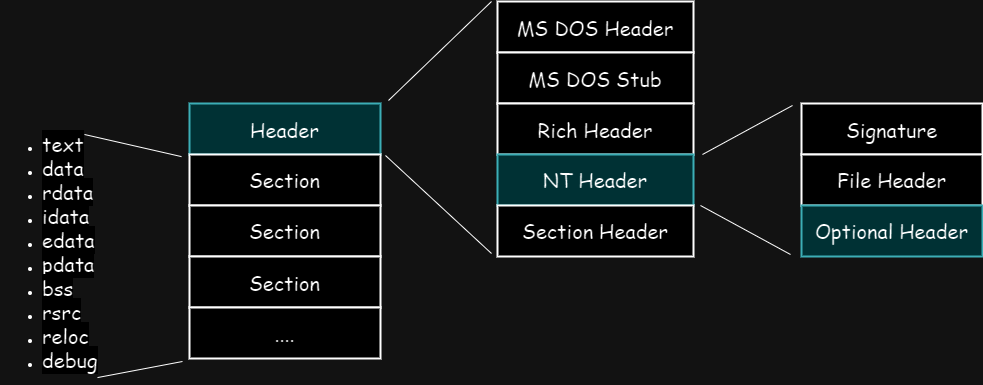 text
data
rdata
idata
edata
pdata
bss
rsrc
reloc
debug
Header
Section
Section
Section
....
MS DOS Header
MS DOS Stub
Rich Header
NT Header
Section Header
Signature
File Header
Optional Header